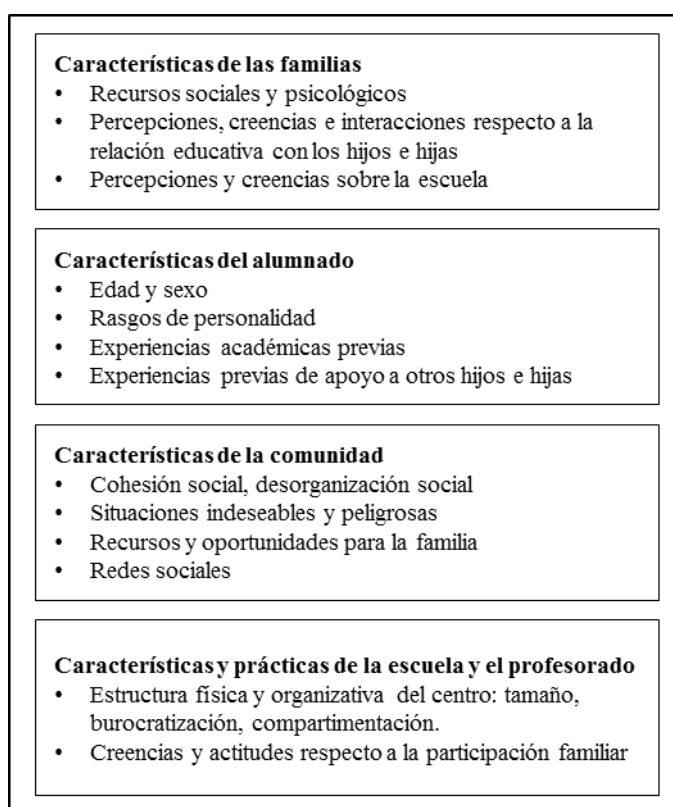 Características de las familias
• Recursos sociales y psicológicos
• Percepciones, creencias e interacciones respecto a la
relación educativa con los hijos e hijas
• Percepciones y creencias sobre la escuela
Características del alumnado
• Edad y sexo
• Rasgos de personalidad
• Experiencias académicas previas
• Experiencias previas de apoyo a otros hijos e hijas
Características de la comunidad
• Cohesión social, desorganización social
• Situaciones indeseables y peligrosas
• Recursos y oportunidades para la familia
• Redes sociales
Características y prácticas de la escuela y el profesorado
• Estructura física y organizativa del centro: tamaño,
burocratización, compartimentación.
• Creencias y actitudes respecto a la participación familiar